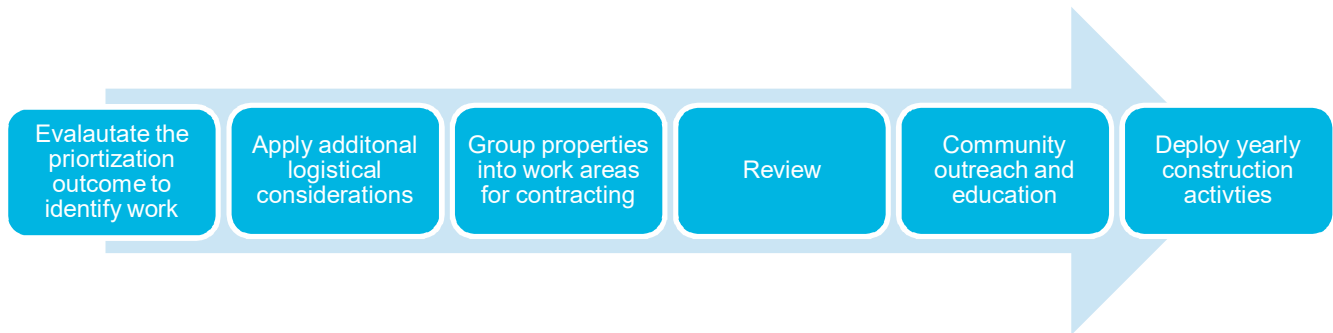 Evalautate the
priortization
outcome to
identify work
Apply additonal
logistical
considerations
Group properties
into work areas
for contracting
Review
Community
outreach and
education
Deploy yearly
construction
activties